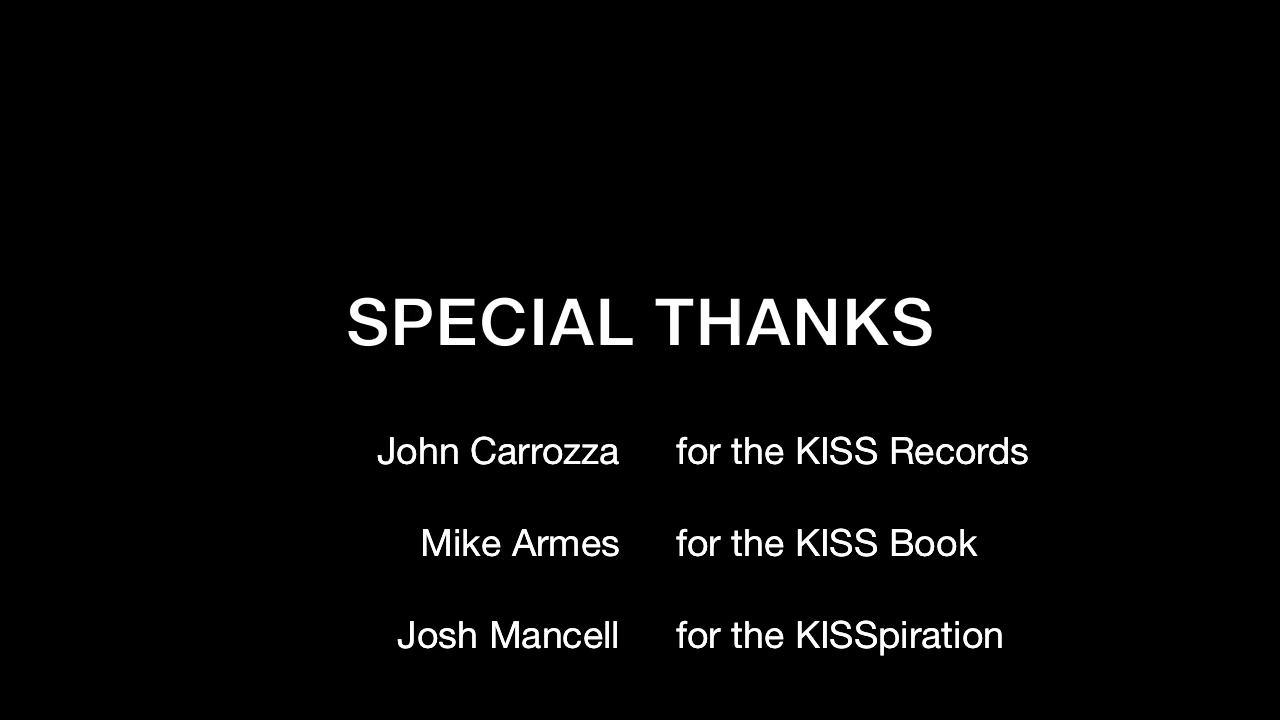 SPECIAL THANKS
John Carrozza for the KISS Records
Mike Armes for the KISS Book
Josh Mancell for the KISSpiration